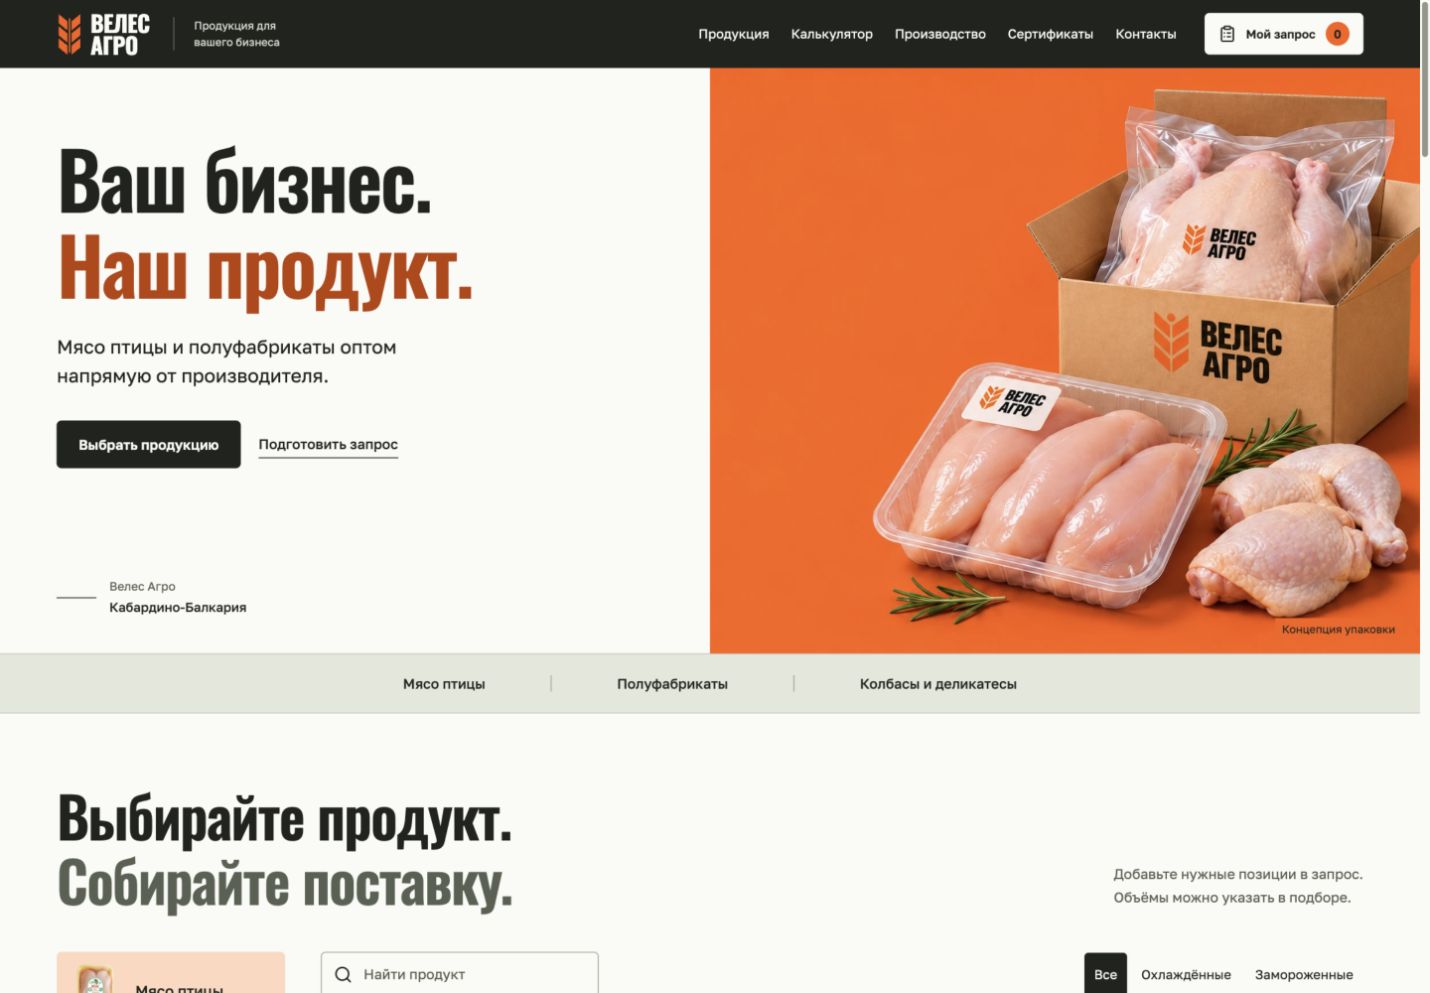 ВЕЛЕС
АГРО
Продукция для
вашего бизнеса
Продукция
Калькулятор
Производство
Сертификаты
Контакты
Мой запрос
0
Ваш бизнес.
Наш продукт.
Мясо птицы и полуфабрикаты оптом
напрямую от производителя.
Выбрать продукцию
Подготовить запрос
Велес Агро
Кабардино-Балкария
ВЕЛЕС
АГРО
ВЕЛЕС
АГРО
ВЕЛЕС
АГРО
Концепция упаковки
Мясо птицы
Полуфабрикаты
Колбасы и деликатесы
Выбирайте продукт.
Собирайте поставку.
Добавьте нужные позиции в запрос.
Объёмы можно указать в подборе.
Мясо птицы
Найти продукт
Все
Охлаждённые
Замороженные